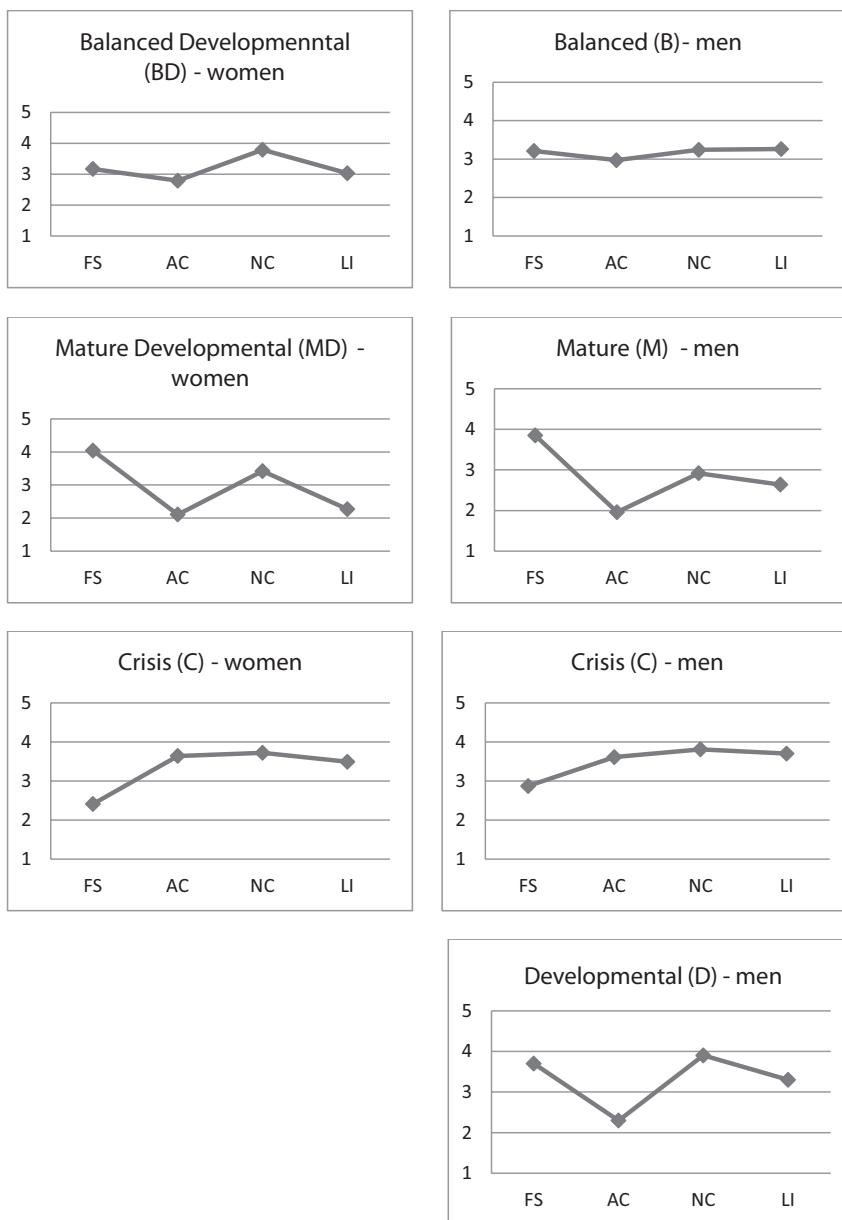 Balanced Developmenntal
(BD) - women
5
4
3
2
1
FS AC NC LI
Balanced (B)- men
5
4
3
2
1
FS AC NC LI
Mature Developmental (MD) -
women
5
4
3
2
1
FS AC NC LI
Mature (M) - men
5
4
3
2
1
FS AC NC LI
Crisis (C) - women
5
4
3
2
1
FS AC NC LI
Crisis (C) - men
5
4
3
2
1
FS AC NC LI
Developmental (D) - men
5
4
3
2
1
FS AC NC LI